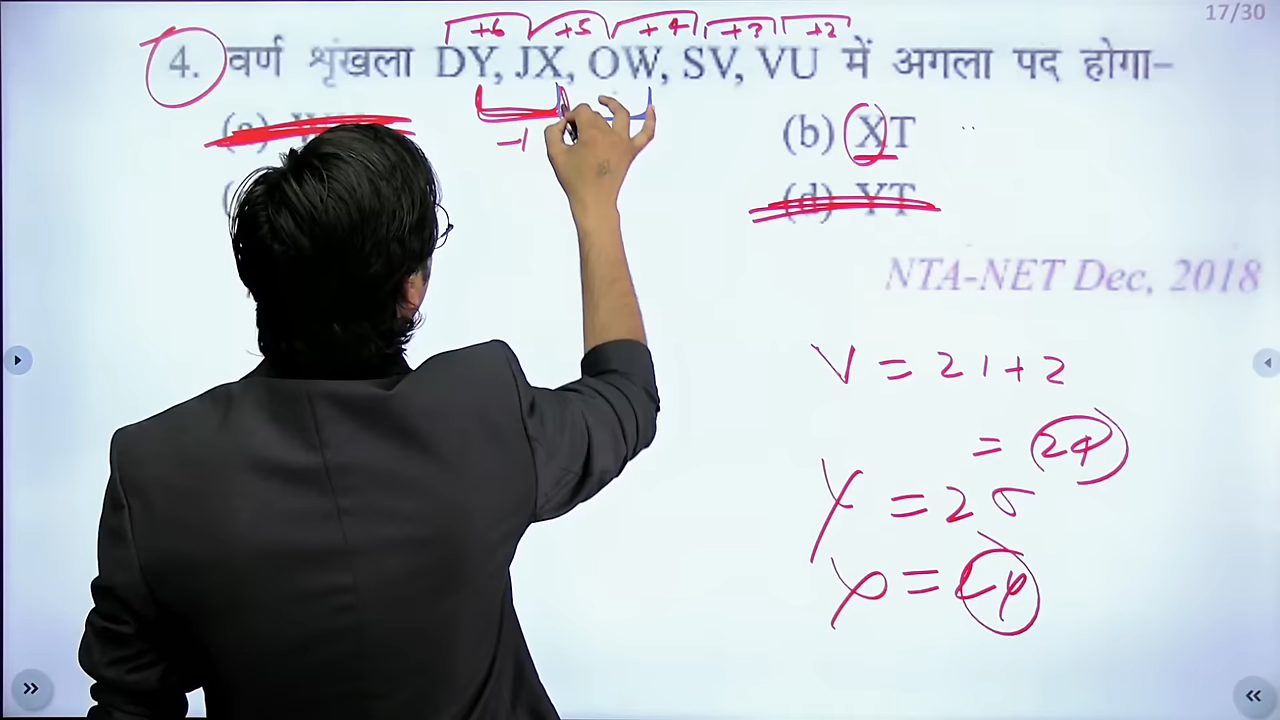 17/30
+6 +5 +4 +3 +2
4. वर्ण श्रृंखला DY, JX, OW, SV, VU में अगला पद होगा–
-1
(a)
(b) XT
(d) YT
NTA-NET Dec, 2018
V = 21+2
= 24
Y = 25
= 24